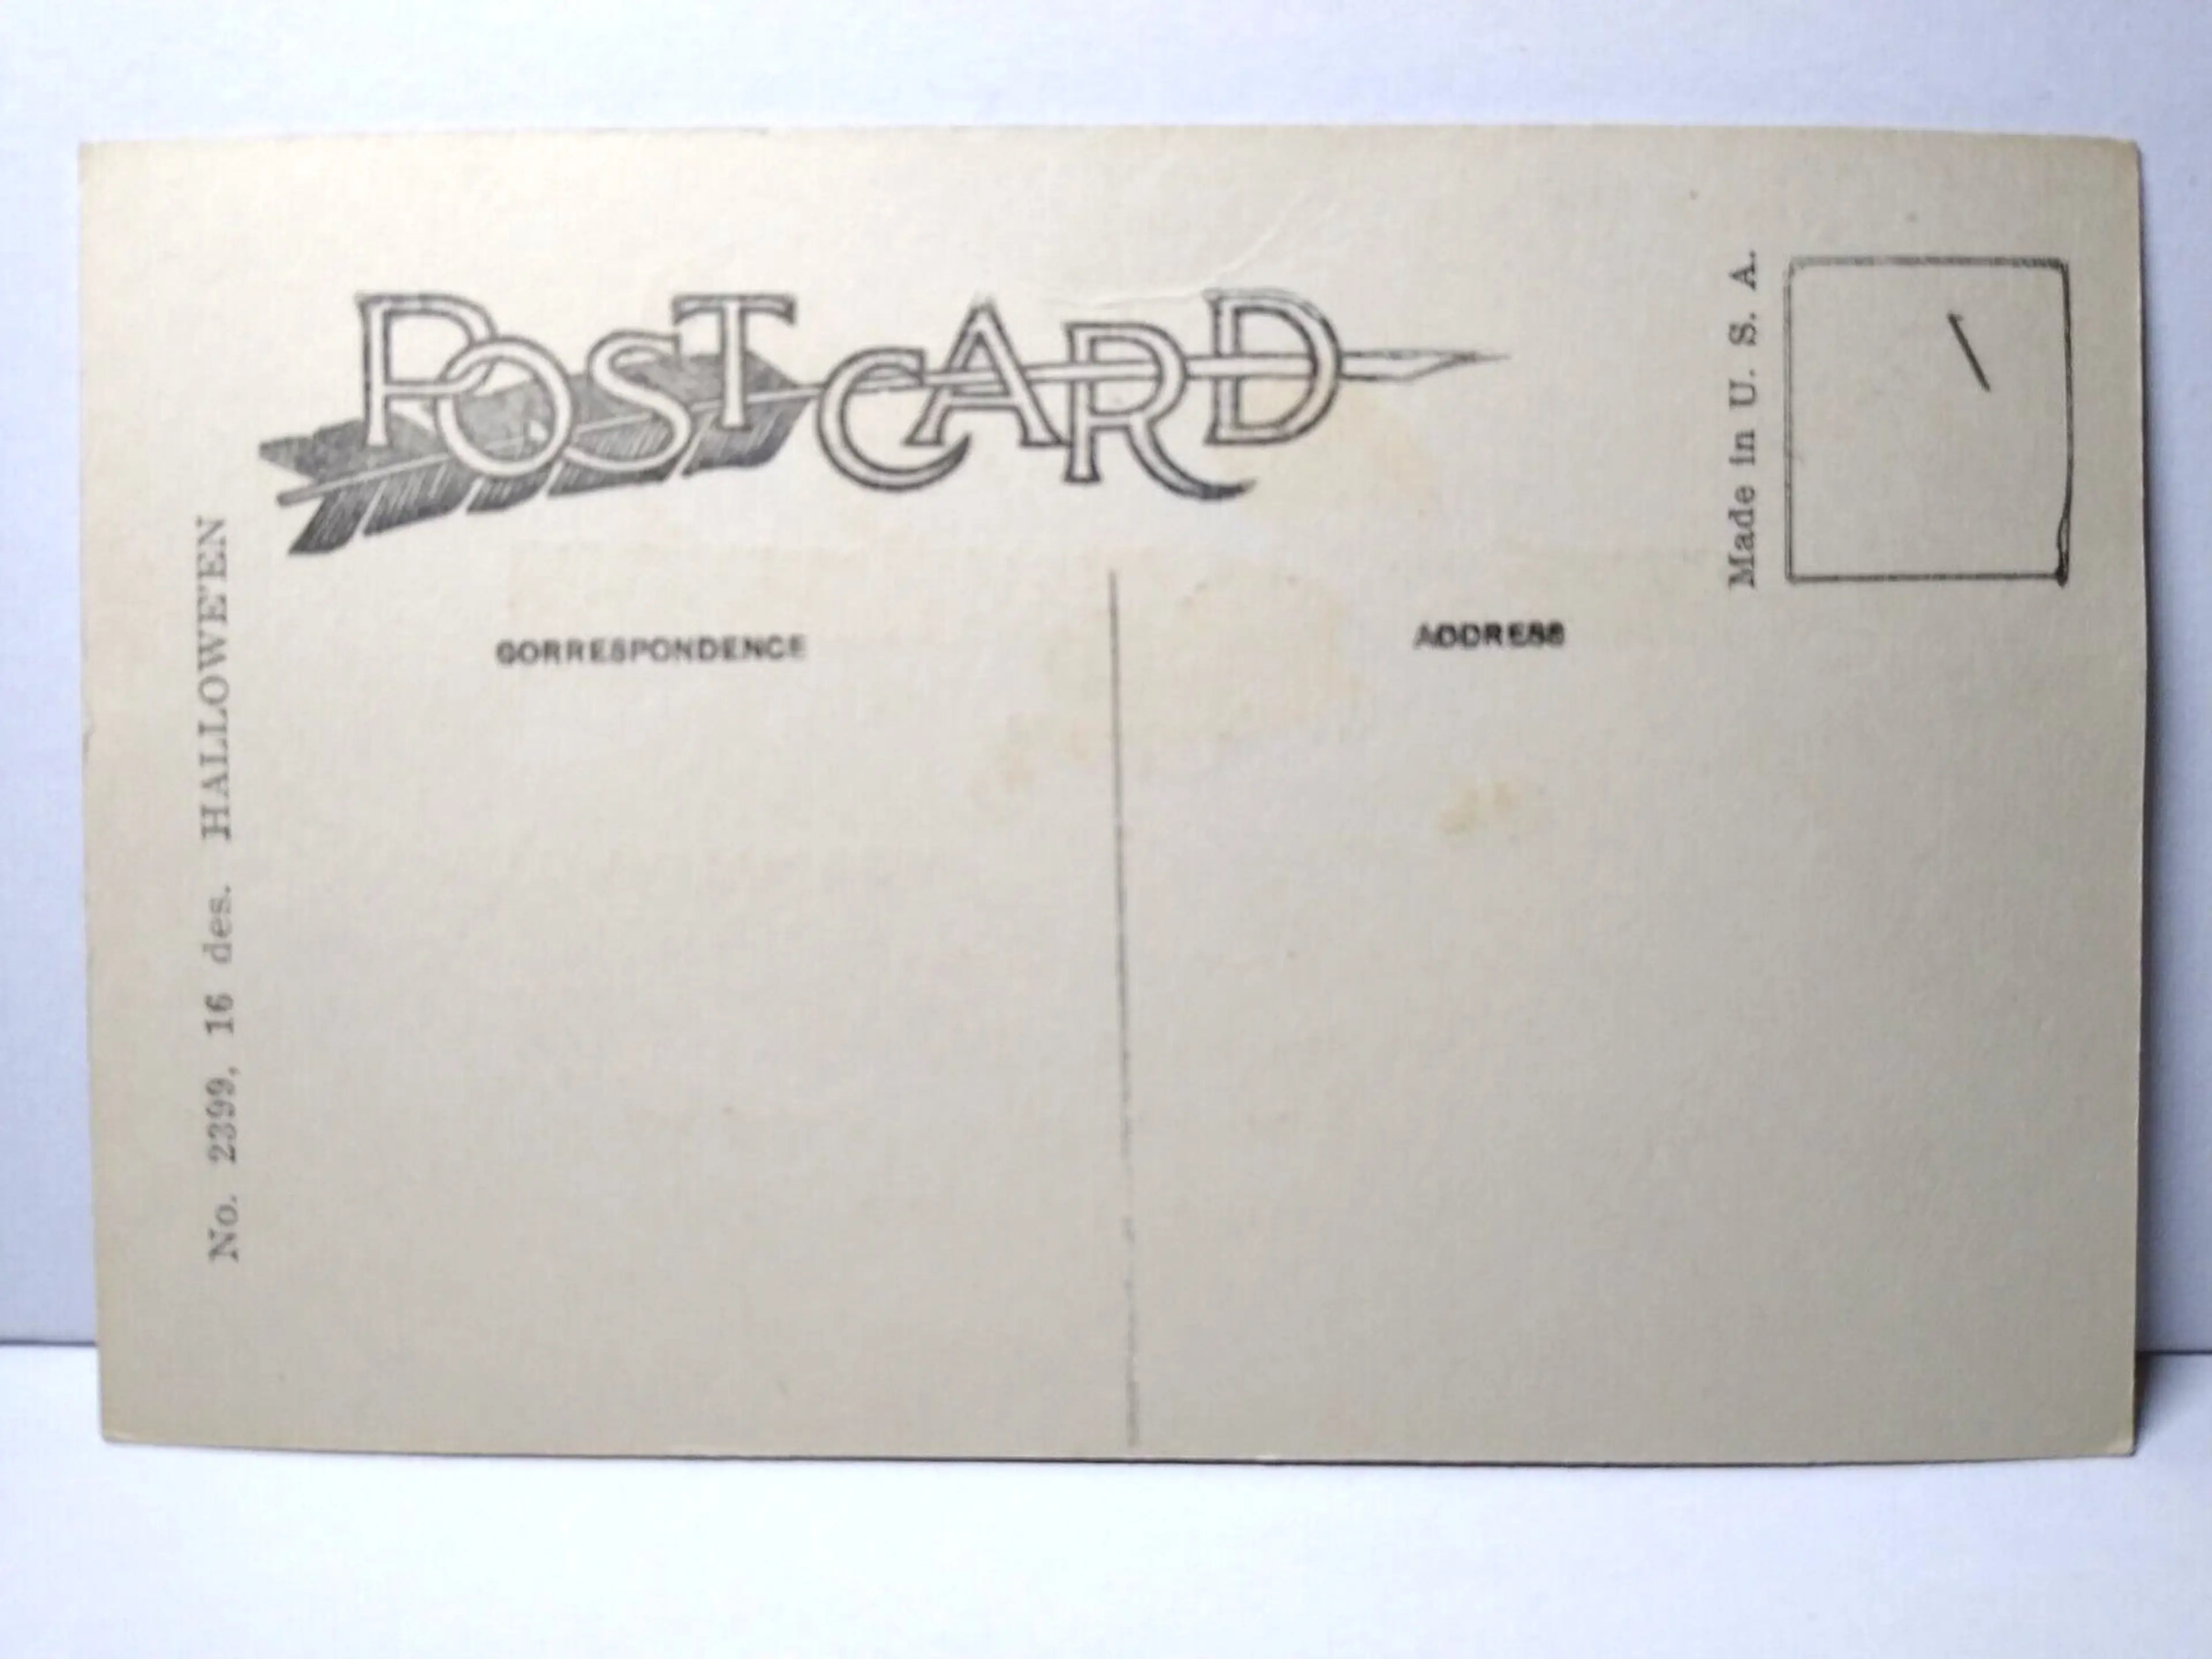 POST CARD
Made in U. S. A.
CORRESPONDENCE
ADDRESS
No. 2399, 16 des. HALLOWE'EN